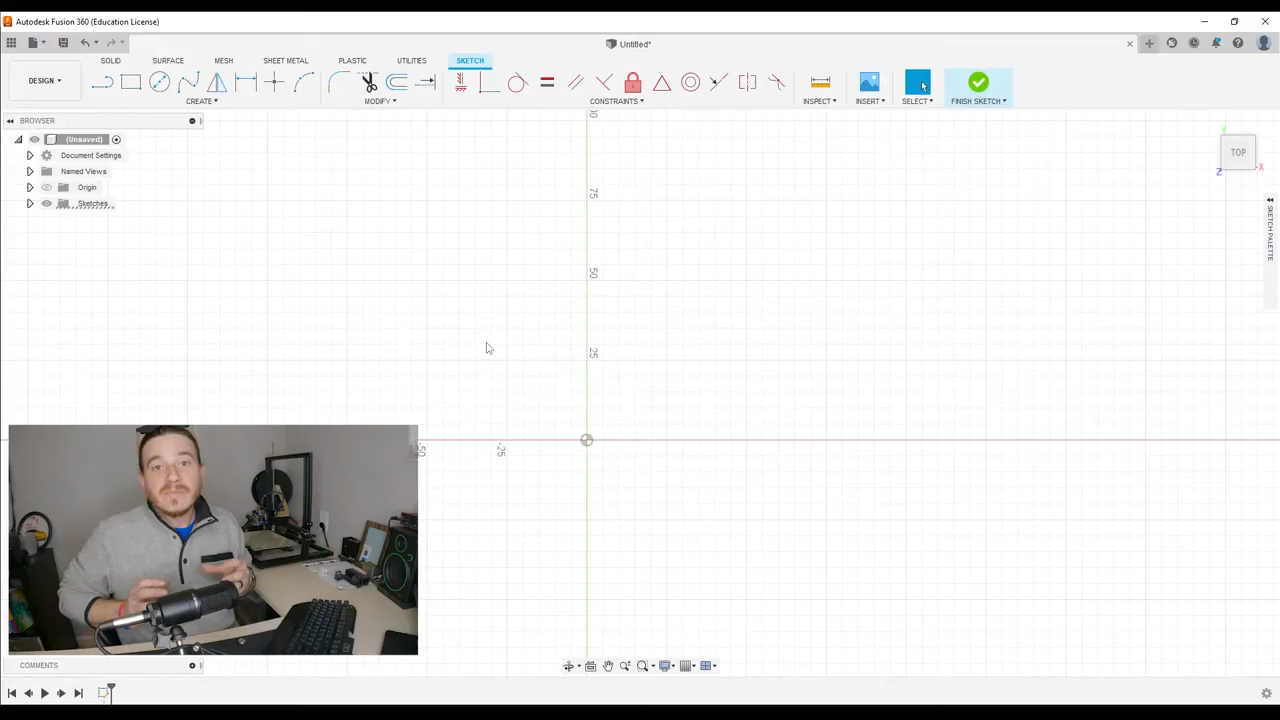 Autodesk Fusion 360 (Education License)
Untitled*
DESIGN
SOLID
SURFACE
MESH
SHEET METAL
PLASTIC
UTILITIES
SKETCH
CREATE
MODIFY
CONSTRAINTS
INSPECT
INSERT
SELECT
FINISH SKETCH
BROWSER
(Unsaved)
Document Settings
Named Views
Origin
Sketches
75
50
25
-50
-25
TOP
X
Y
Z
SKETCH PALETTE
COMMENTS